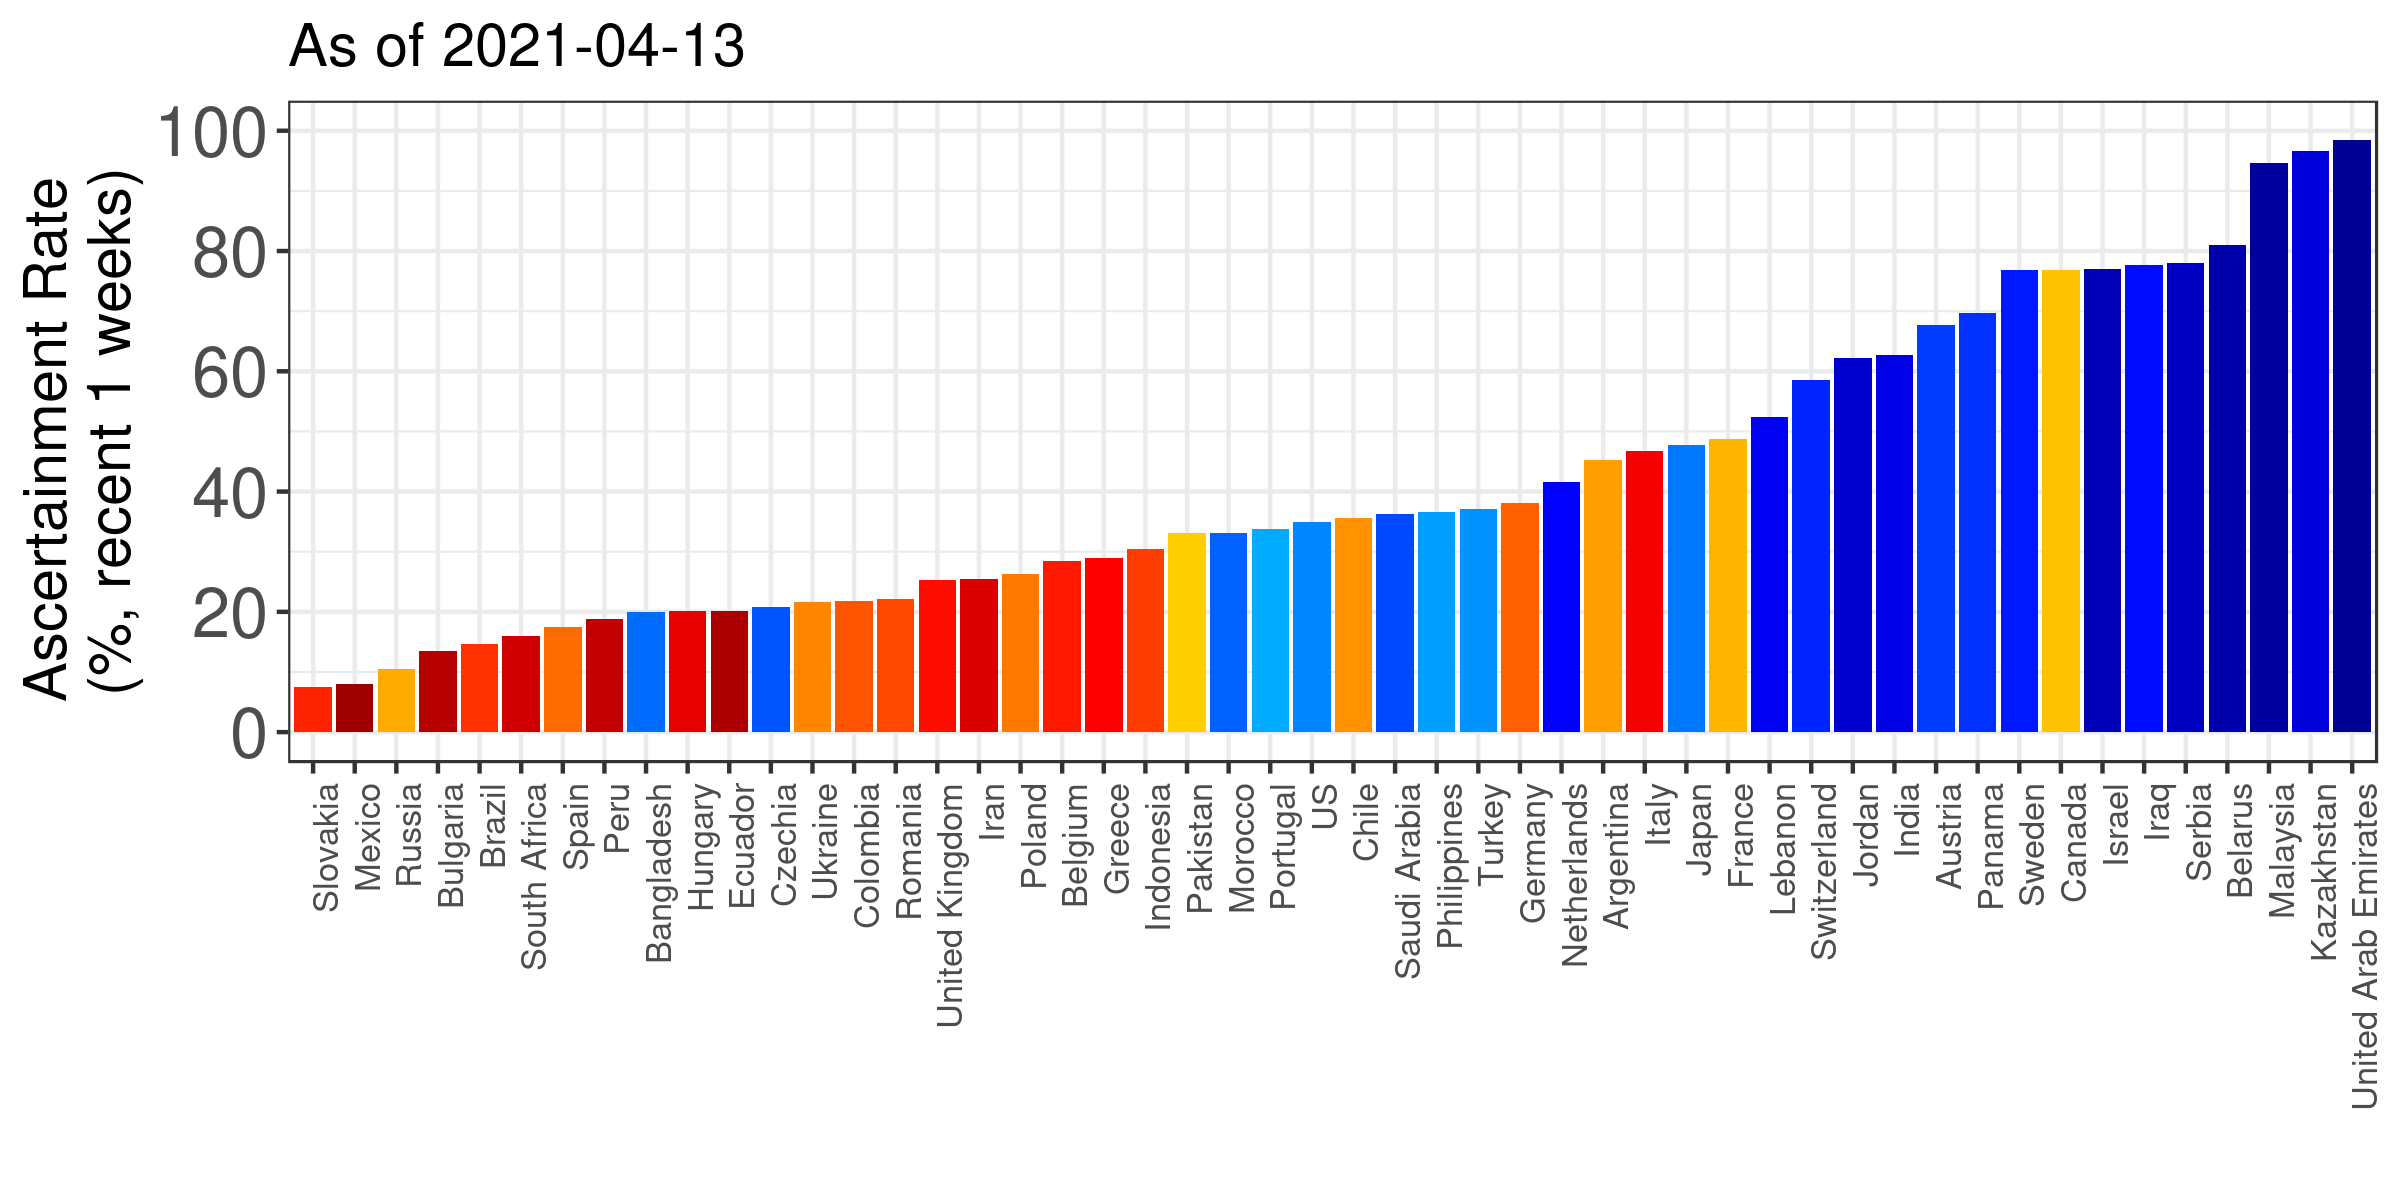 As of 2021-04-13
Ascertainment Rate
(%, recent 1 weeks)
100
80
60
40
20
0
Slovakia
Mexico
Russia
Bulgaria
Brazil
South Africa
Spain
Peru
Bangladesh
Hungary
Ecuador
Czechia
Ukraine
Colombia
Romania
United Kingdom
Iran
Poland
Belgium
Greece
Indonesia
Pakistan
Morocco
Portugal
US
Chile
Saudi Arabia
Philippines
Turkey
Germany
Netherlands
Argentina
Italy
Japan
France
Lebanon
Switzerland
Jordan
India
Austria
Panama
Sweden
Canada
Israel
Iraq
Serbia
Belarus
Malaysia
Kazakhstan
United Arab Emirates